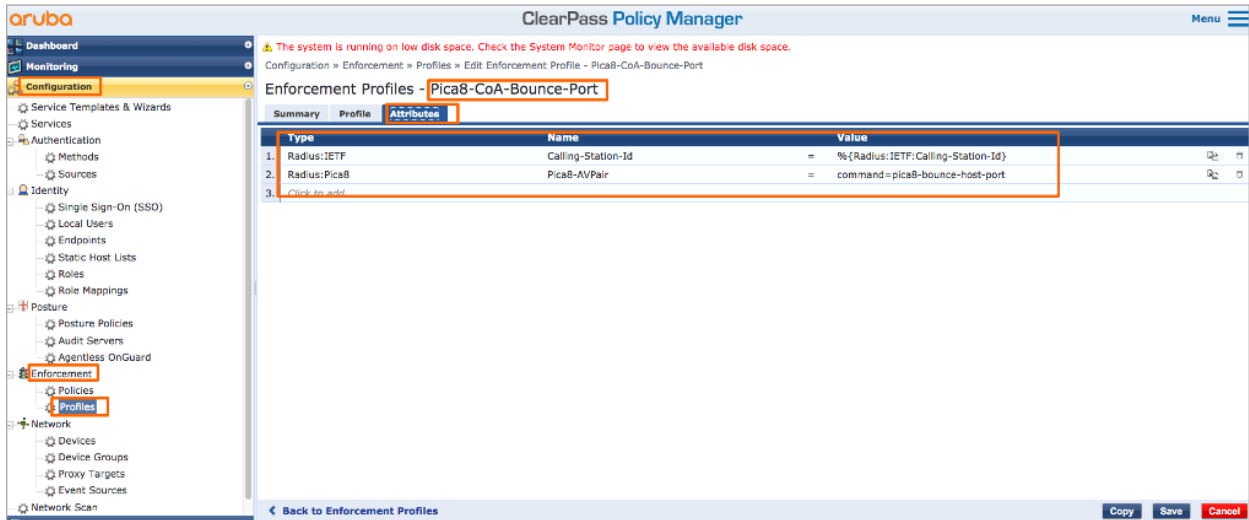 aruba
ClearPass Policy Manager
Menu
Dashboard
Monitoring
Configuration
Service Templates & Wizards
Services
Authentication
Methods
Sources
Identity
Single Sign-On (SSO)
Local Users
Endpoints
Static Host Lists
Roles
Role Mappings
Posture
Posture Policies
Audit Servers
Agentless OnGuard
Enforcement
Policies
Profiles
Network
Devices
Device Groups
Proxy Targets
Event Sources
Network Scan
The system is running on low disk space. Check the System Monitor page to view the available disk space.
Configuration » Enforcement » Profiles » Edit Enforcement Profile - Pica8-CoA-Bounce-Port
Enforcement Profiles - Pica8-CoA-Bounce-Port
Summary Profile Attributes
Type Name Value
1. Radius:IETF Calling-Station-Id = %{Radius:IETF:Calling-Station-Id}
2. Radius:Pica8 Pica8-AVPair = command=pica8-bounce-host-port
3. Click to add...
Back to Enforcement Profiles
Copy Save Cancel